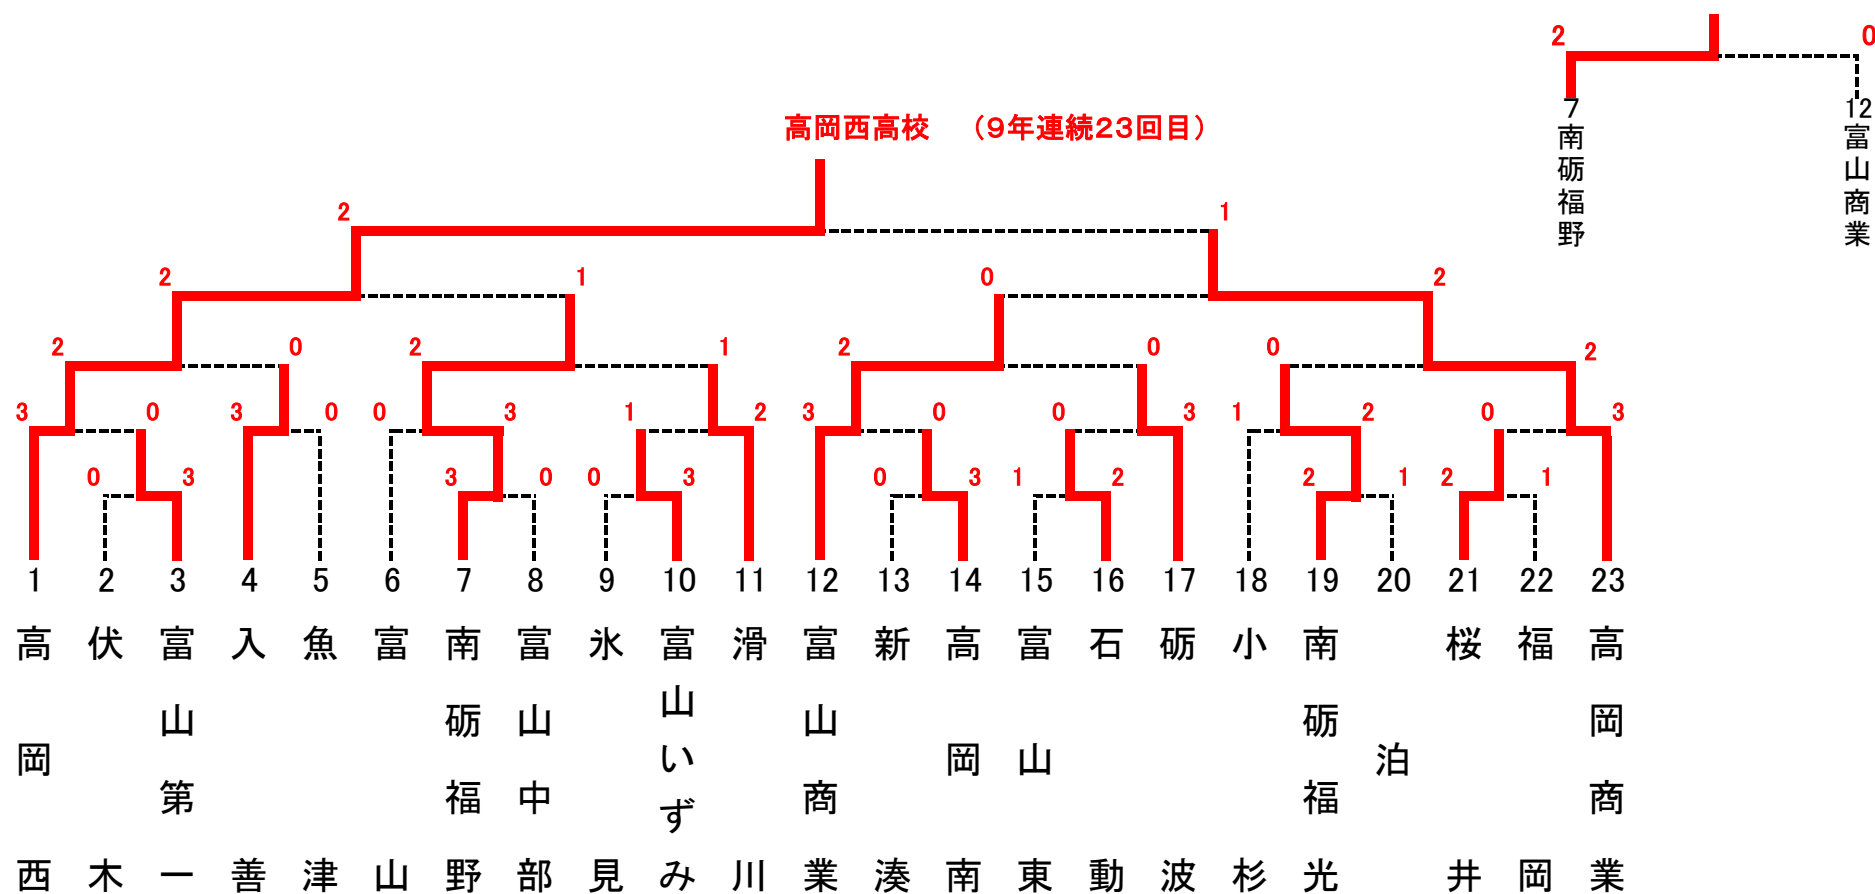 2 0
7 12
南砺福野
富山商業
高岡西高校 (9年連続23回目)
2 1
2 1 0 2
2 0 2 1 2 0 0 2
3 0 3 0 0 3 1 2 3 0 0 3 1 2 0 3
0 3 3 0 0 3 0 3 1 2 2 1 2 1
1 2 3 4 5 6 7 8 9 10 11 12 13 14 15 16 17 18 19 20 21 22 23
高岡西
伏木
富山第一
入善
魚津
富山
南砺福野
富山中部
氷見
富山いずみ
滑川
富山商業
新湊
高岡南
富山東
石動
砺波
小杉
南砺福光
泊
桜井
福岡
高岡商業